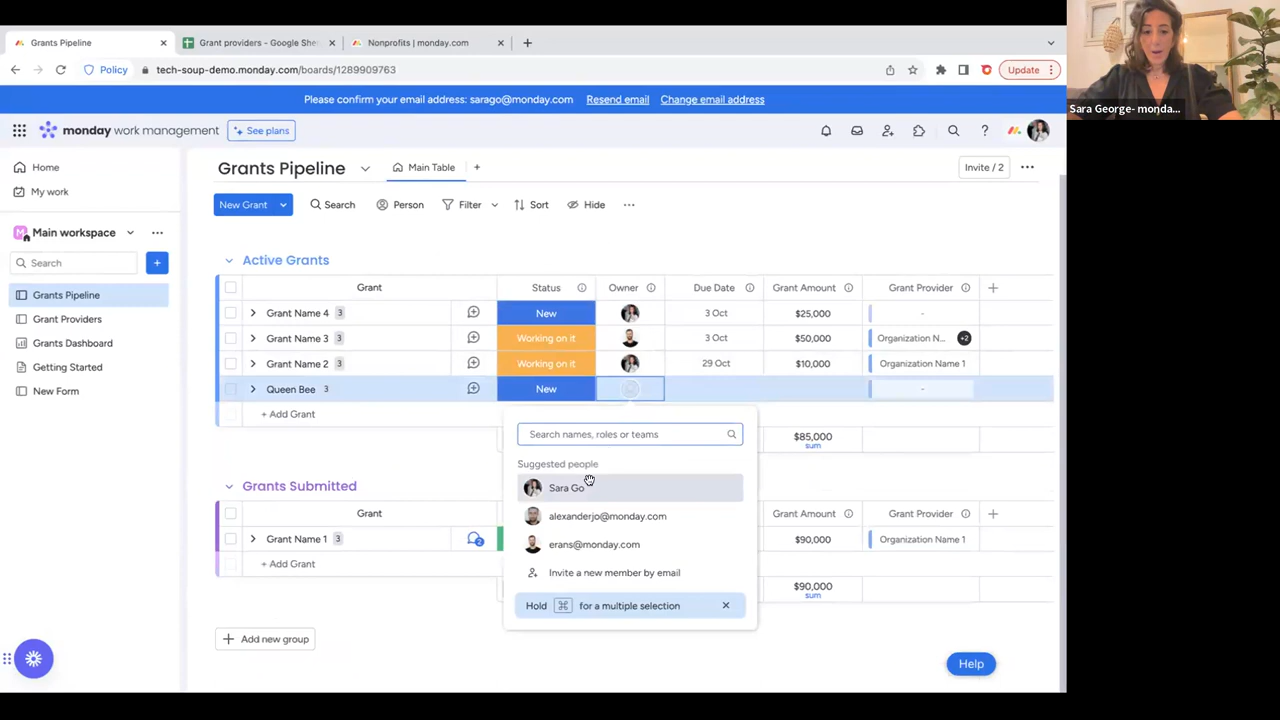 Grants Pipeline
Grant providers - Google She
Nonprofits | monday.com
Policy
tech-soup-demo.monday.com/boards/1289909763
Update
Sara George- monda...
Please confirm your email address: sarago@monday.com Resend email Change email address
monday work management
See plans
Home
My work
Main workspace
Search
Grants Pipeline
Grant Providers
Grants Dashboard
Getting Started
New Form
Grants Pipeline
Main Table
Invite / 2
New Grant
Search
Person
Filter
Sort
Hide
Active Grants
Grant Status Owner Due Date Grant Amount Grant Provider
Grant Name 4 3 New 3 Oct $25,000 -
Grant Name 3 3 Working on it 3 Oct $50,000 Organization N... +2
Grant Name 2 3 Working on it 29 Oct $10,000 Organization Name 1
Queen Bee 3 New -
+ Add Grant
$85,000
sum
Search names, roles or teams
Suggested people
Sara Go
alexanderjo@monday.com
erans@monday.com
Invite a new member by email
Hold ⌘ for a multiple selection
Grants Submitted
Grant Grant Amount Grant Provider
Grant Name 1 3 2 $90,000 Organization Name 1
+ Add Grant
$90,000
sum
Add new group
Help